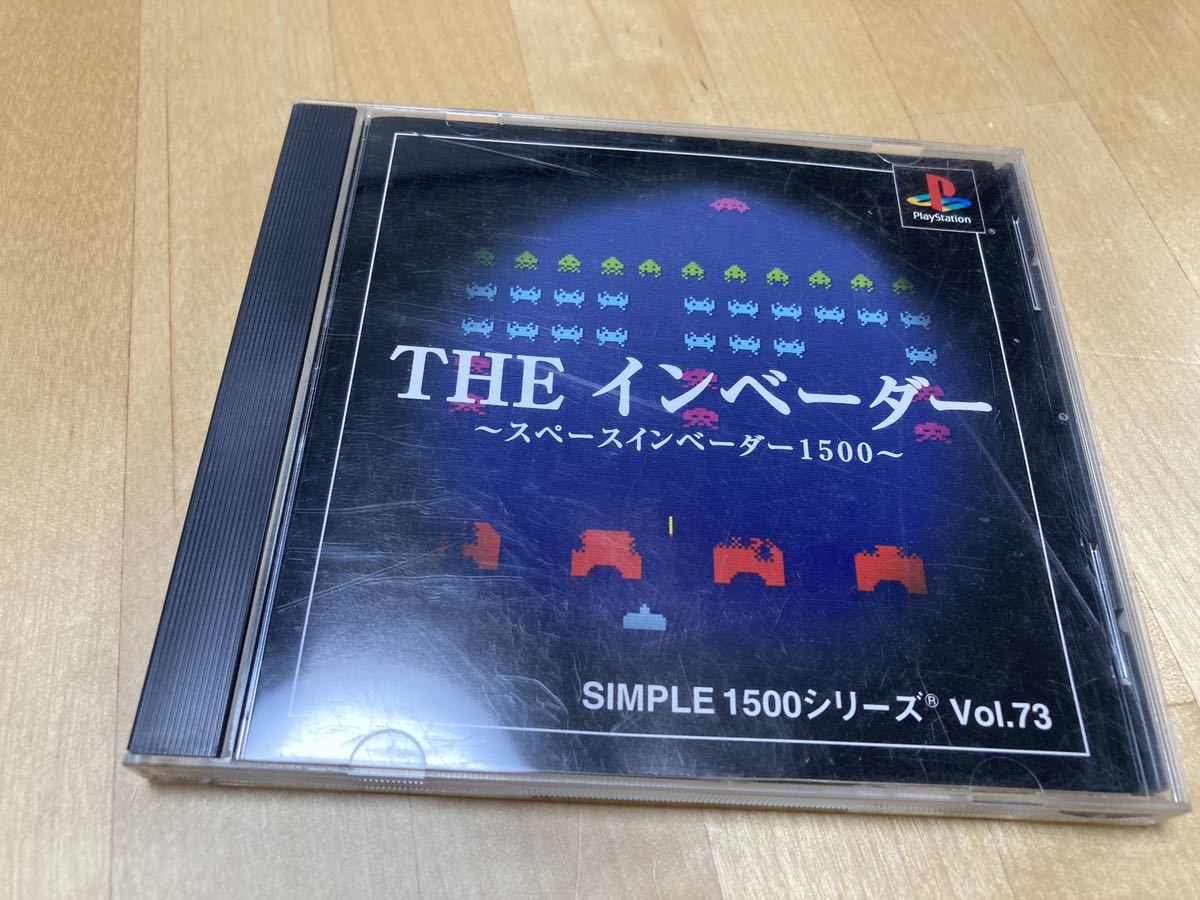 PlayStation
®
THE インベーダー
～スペースインベーダー1500～
SIMPLE 1500シリーズ® Vol.73